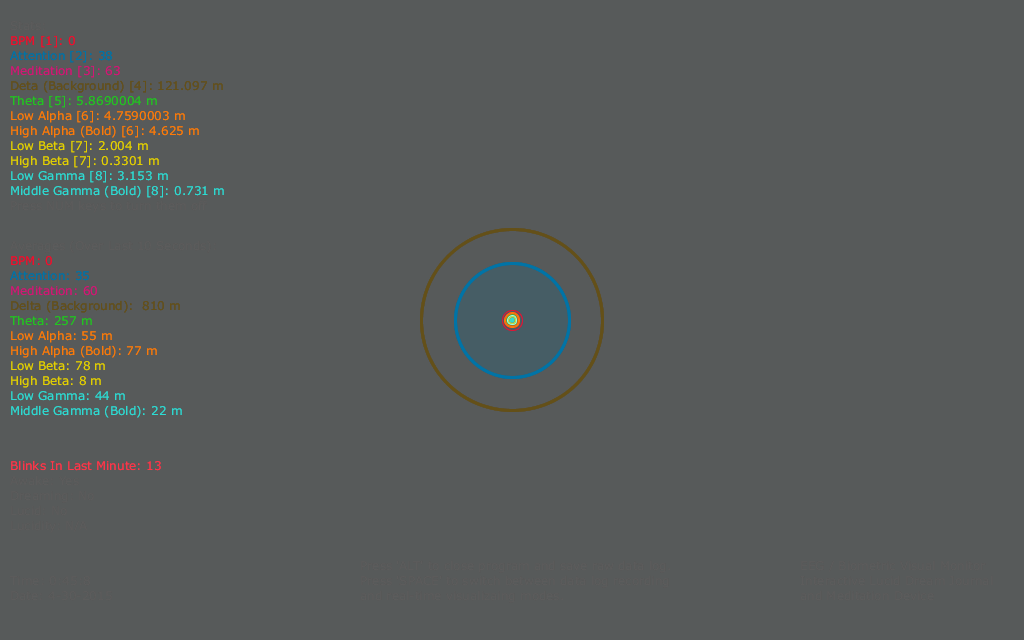 BPM [1]: 0
Attention [2]:
Meditation [3]: 63
Delta (Background) [4]: 121.097 m
Theta [5]: 5.8690004 m
Low Alpha [6]: 4.7590003 m
High Alpha (Bold) [6]: 4.625 m
Low Beta [7]: 2.004 m
High Beta [7]: 0.3301 m
Low Gamma [8]: 3.153 m
Middle Gamma (Bold) [8]: 0.731 m
BPM: 0
Attention:
Meditation: 60
Delta (Background): 810 m
Theta: 257 m
Low Alpha: 55 m
High Alpha (Bold): 77 m
Low Beta: 78 m
High Beta: 8 m
Low Gamma: 44 m
Middle Gamma (Bold): 22 m
Blinks In Last Minute: 13